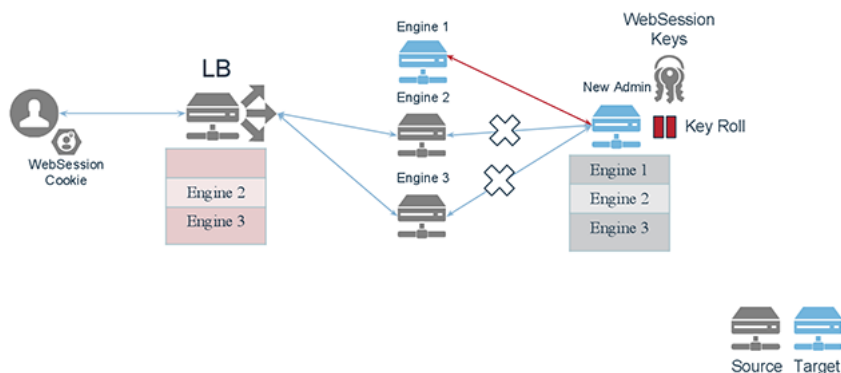 WebSession
Keys
Engine 1
LB
New Admin
Engine 2
Key Roll
WebSession
Cookie
Engine 3
Engine 2
Engine 3
Engine 1
Engine 2
Engine 3
Source
Target